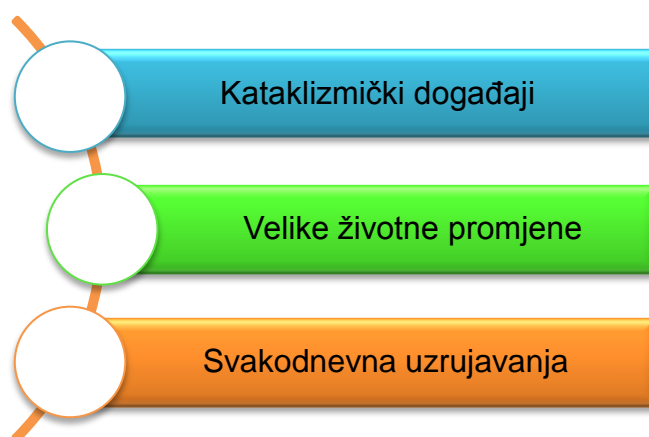 Kataklizmički događaji
Velike životne promjene
Svakodnevna uzrujavanja